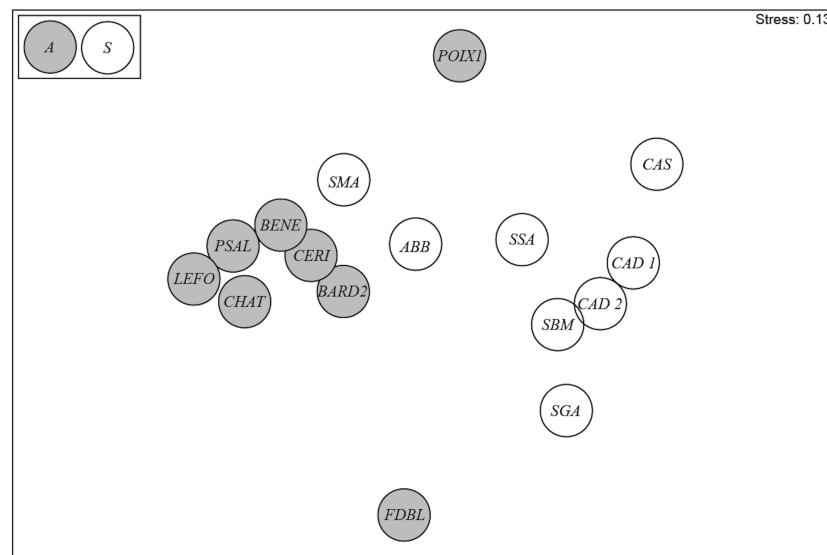 Stress: 0.13
A S
POIX1
CAS
SMA
BENE
PSAL
ABB
SSA
CERI
CAD 1
LEFO
CHAT
BARD2
CAD 2
SBM
SGA
FDBL